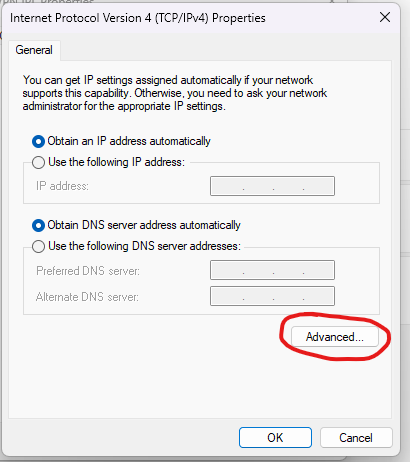 Internet Protocol Version 4 (TCP/IPv4) Properties
General
You can get IP settings assigned automatically if your network
supports this capability. Otherwise, you need to ask your network
administrator for the appropriate IP settings.
Obtain an IP address automatically
Use the following IP address:
IP address:
Obtain DNS server address automatically
Use the following DNS server addresses:
Preferred DNS server:
Alternate DNS server:
Advanced...
OK Cancel